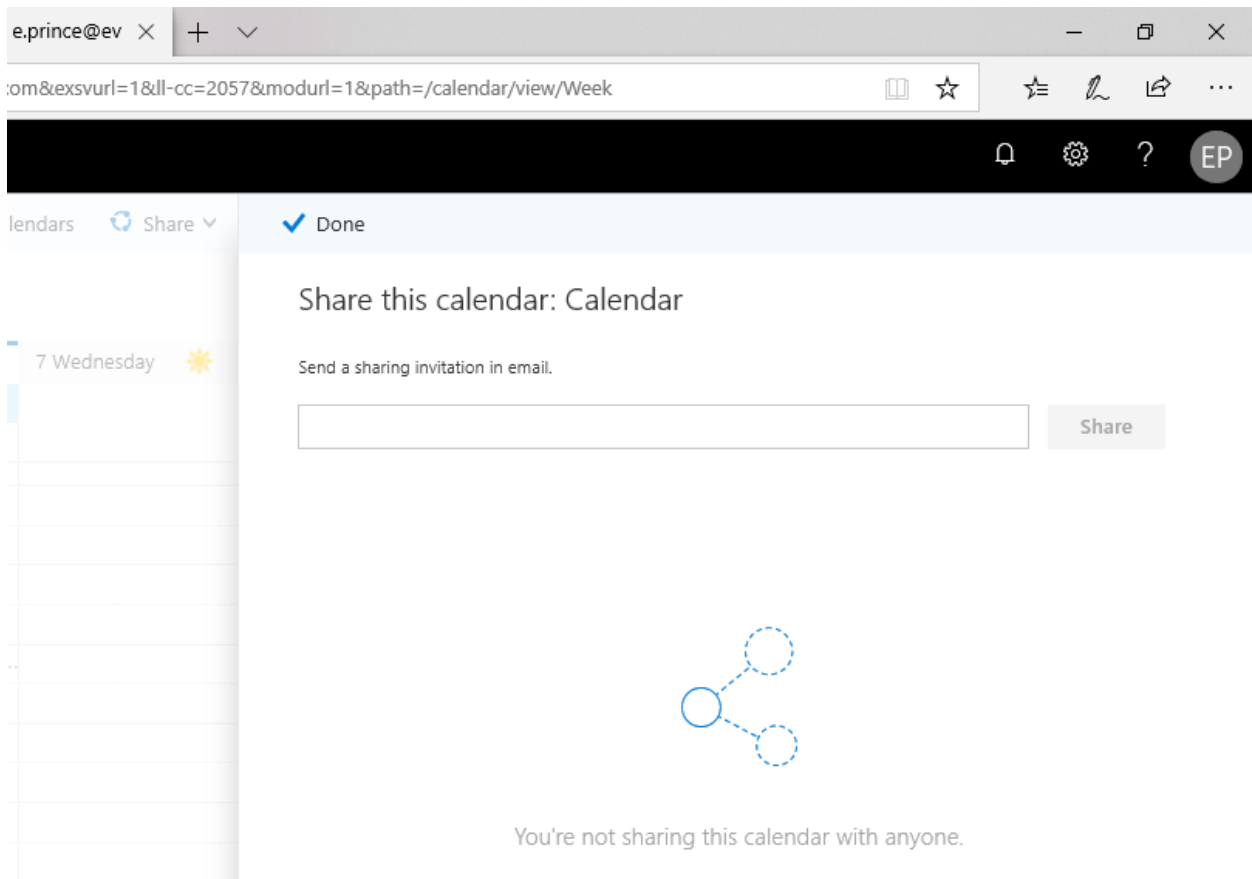 e.prince@ev
com&exsvurl=1&ll-cc=2057&modurl=1&path=/calendar/view/Week
EP
lendars Share Done
Share this calendar: Calendar
7 Wednesday
Send a sharing invitation in email.
Share
You're not sharing this calendar with anyone.